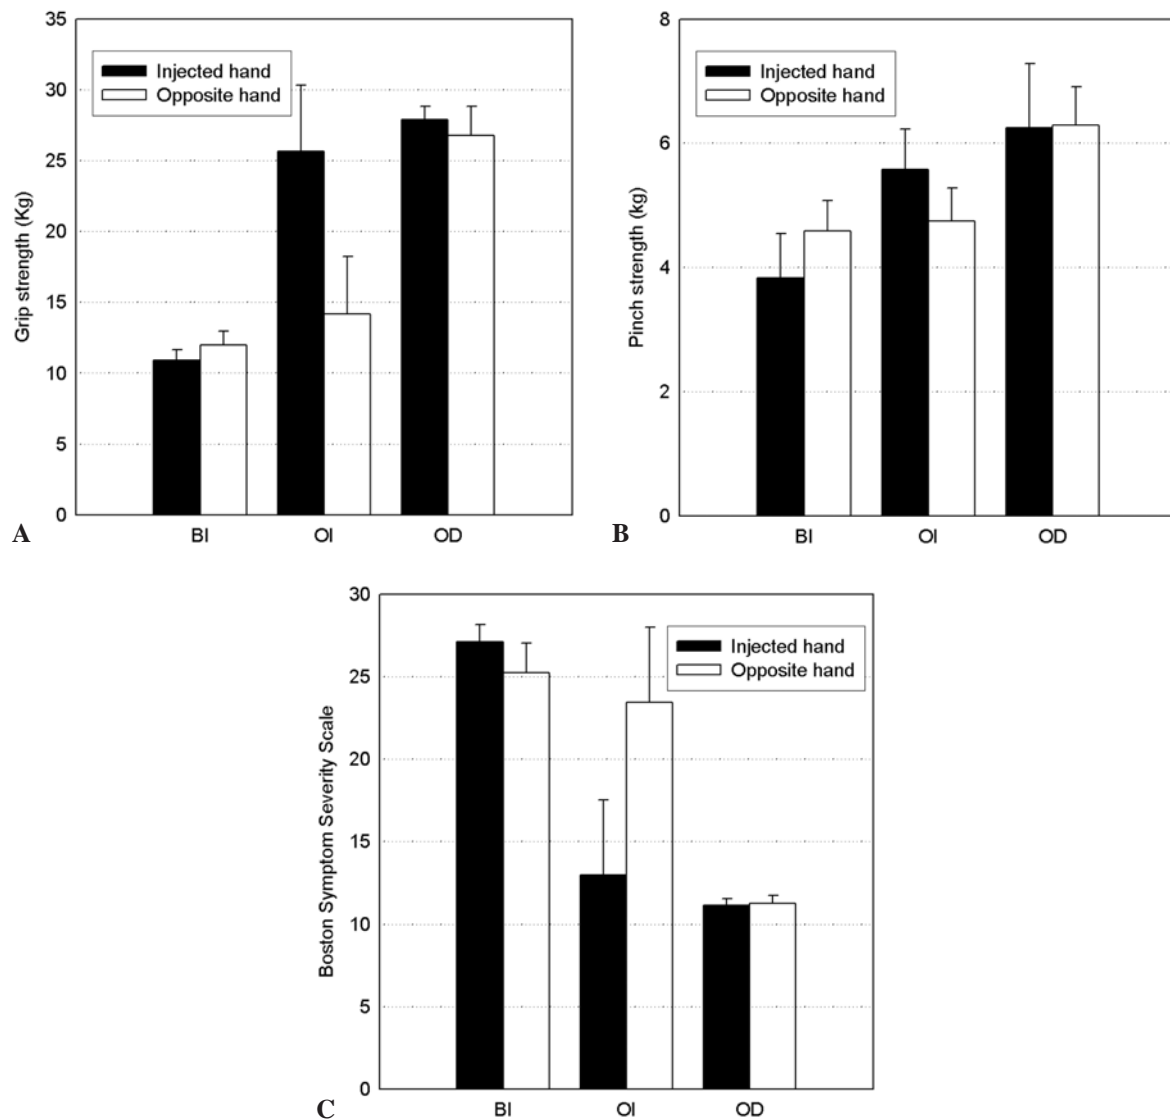 35
30
25
20
15
10
5
0
Grip strength (Kg)
Injected hand
Opposite hand
BI OI OD
A
8
6
4
2
0
Pinch strength (kg)
Injected hand
Opposite hand
BI OI OD
B
30
25
20
15
10
5
0
Boston Symptom Severity Scale
Injected hand
Opposite hand
BI OI OD
C